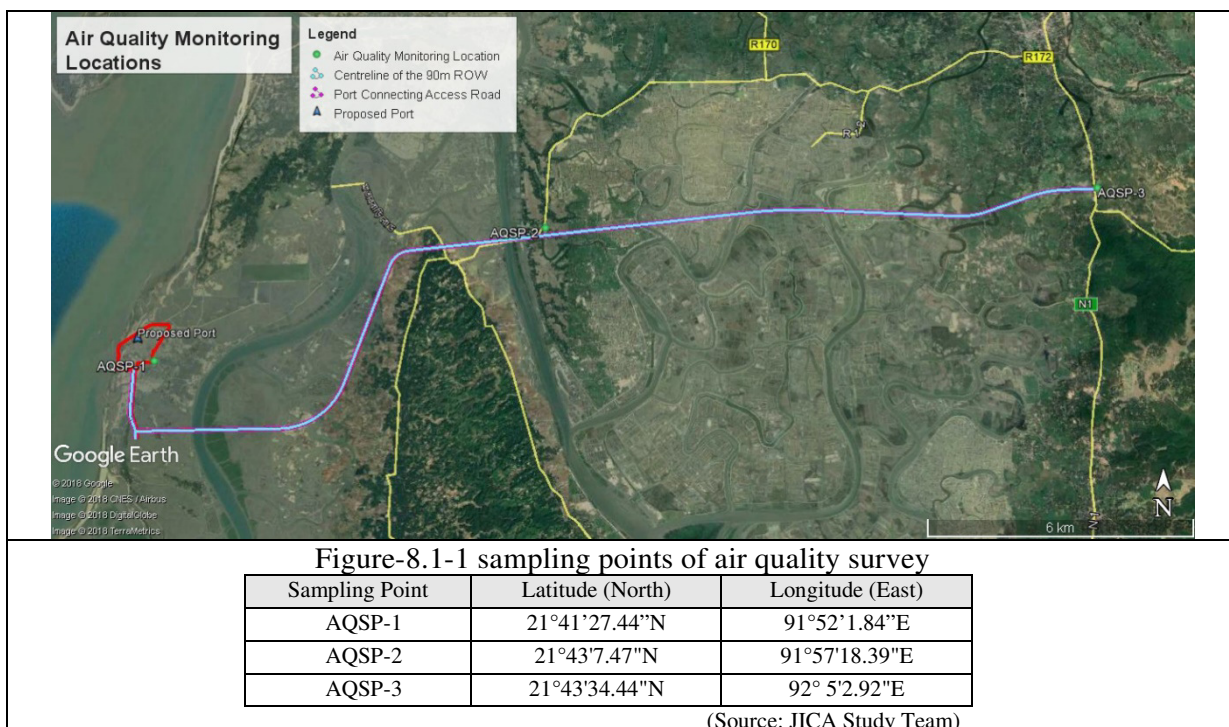 Air Quality Monitoring
Locations
Legend
Air Quality Monitoring Location
Centreline of the 90m ROW
Port Connecting Access Road
Proposed Port
R170
R172
AQSP-3
AQSP-2
N1
Proposed Port
AQSP-1
Google Earth
© 2018 Google
Image © 2018 CNES / Airbus
Image © 2018 DigitalGlobe
Image © 2018 TerraMetrics
N
6 km
Figure-8.1-1 sampling points of air quality survey
Sampling Point Latitude (North) Longitude (East)
AQSP-1 21°41’27.44”N 91°52’1.84”E
AQSP-2 21°43'7.47"N 91°57'18.39"E
AQSP-3 21°43'34.44"N 92° 5'2.92"E
(Source: JICA Study Team)